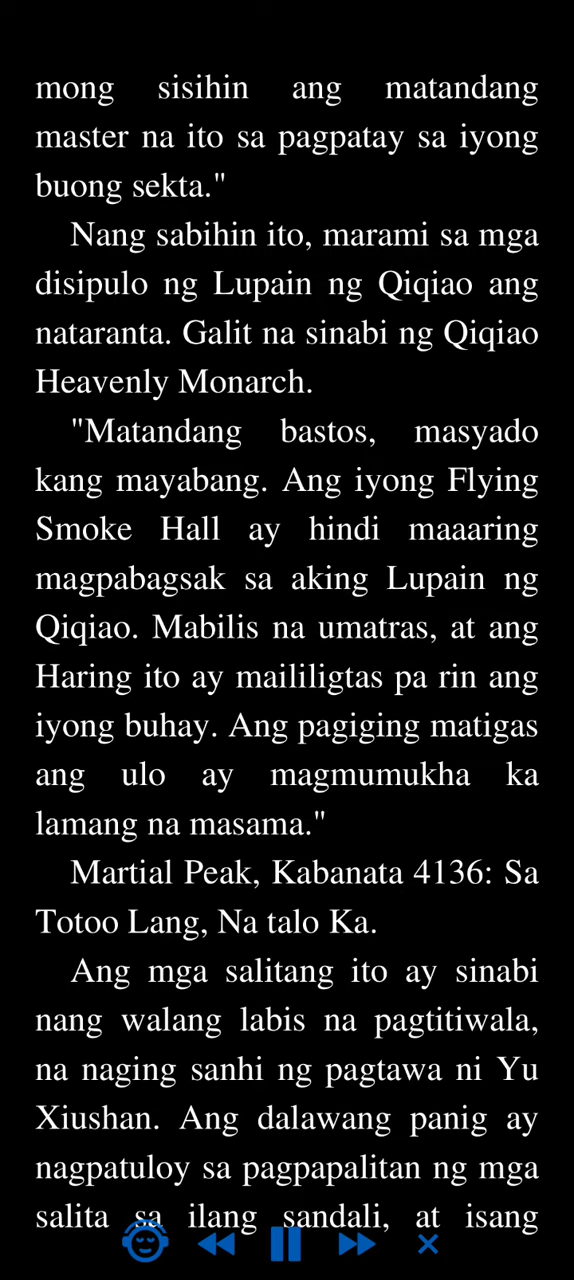 mong sisihin ang matandang
master na ito sa pagpatay sa iyong
buong sekta."
Nang sabihin ito, marami sa mga
disipulo ng Lupain ng Qiqiao ang
nataranta. Galit na sinabi ng Qiqiao
Heavenly Monarch.
"Matandang bastos, masyado
kang mayabang. Ang iyong Flying
Smoke Hall ay hindi maaaring
magpabagsak sa aking Lupain ng
Qiqiao. Mabilis na umatras, at ang
Haring ito ay maililigtas pa rin ang
iyong buhay. Ang pagiging matigas
ang ulo ay magmumukha ka
lamang na masama."
Martial Peak, Kabanata 4136: Sa
Totoo Lang, Na talo Ka.
Ang mga salitang ito ay sinabi
nang walang labis na pagtitiwala,
na naging sanhi ng pagtawa ni Yu
Xiushan. Ang dalawang panig ay
nagpatuloy sa pagpapalitan ng mga
salita sa ilang sandali, at isang